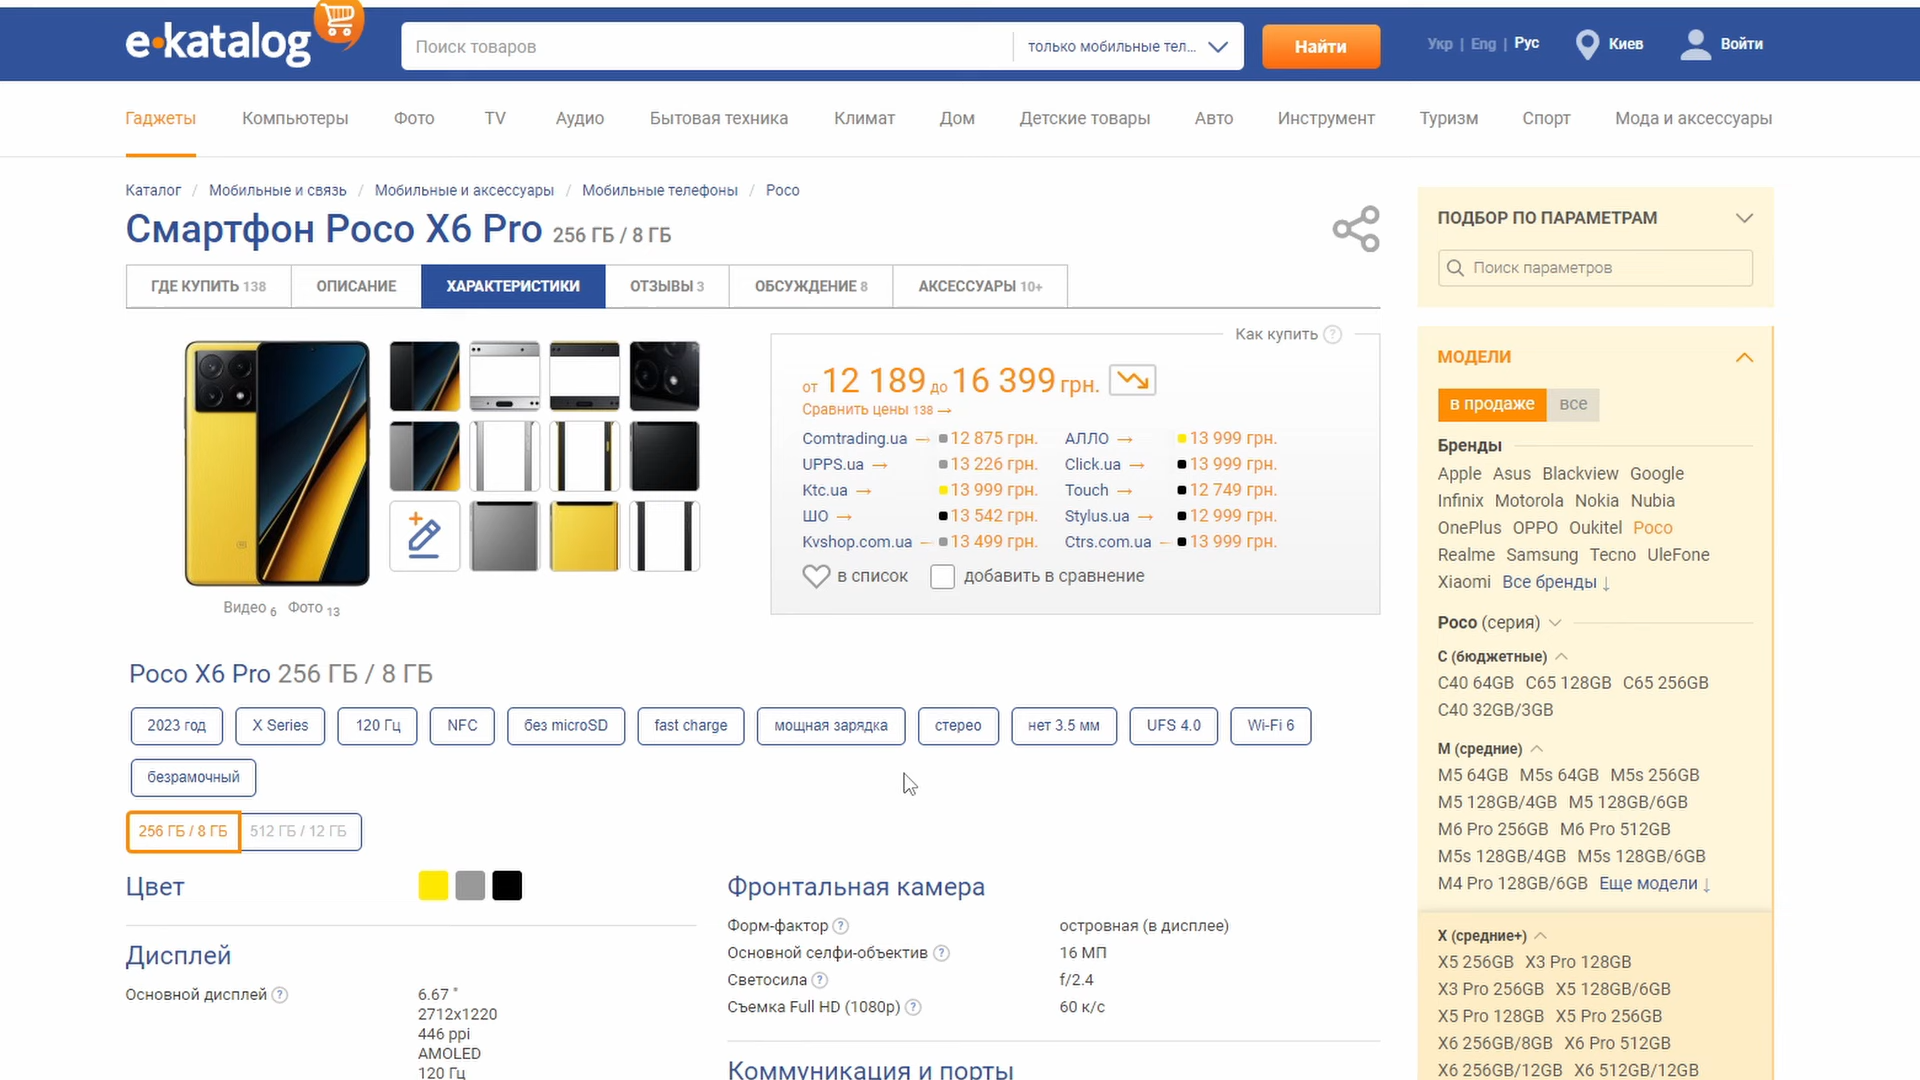 e·katalog
Поиск товаров
только мобильные тел...
Найти
Укр | Eng | Рус
Киев
Войти
Гаджеты Компьютеры Фото TV Аудио Бытовая техника Климат Дом Детские товары Авто Инструмент Туризм Спорт Мода и аксессуары
Каталог / Мобильные и связь / Мобильные и аксессуары / Мобильные телефоны / Poco
Смартфон Poco X6 Pro 256 ГБ / 8 ГБ
ГДЕ КУПИТЬ 138 ОПИСАНИЕ ХАРАКТЕРИСТИКИ ОТЗЫВЫ 3 ОБСУЖДЕНИЕ 8 АКСЕССУАРЫ 10+
Как купить ?
от 12 189 до 16 399 грн.
Сравнить цены 138 →
Comtrading.ua → 12 875 грн. АЛЛО → 13 999 грн.
UPPS.ua → 13 226 грн. Click.ua → 13 999 грн.
Ktc.ua → 13 999 грн. Touch → 12 749 грн.
ШО → 13 542 грн. Stylus.ua → 12 999 грн.
Kvshop.com.ua → 13 499 грн. Ctrs.com.ua → 13 999 грн.
в список добавить в сравнение
Видео 6 Фото 13
Poco X6 Pro 256 ГБ / 8 ГБ
2023 год X Series 120 Гц NFC без microSD fast charge мощная зарядка стерео нет 3.5 мм UFS 4.0 Wi-Fi 6
безрамочный
256 ГБ / 8 ГБ 512 ГБ / 12 ГБ
Цвет
Дисплей
Основной дисплей ?
6.67 "
2712x1220
446 ppi
AMOLED
120 Гц
Фронтальная камера
Форм-фактор ? островная (в дисплее)
Основной селфи-объектив ? 16 МП
Светосила ? f/2.4
Съемка Full HD (1080p) ? 60 к/с
Коммуникация и порты
ПОДБОР ПО ПАРАМЕТРАМ
Поиск параметров
МОДЕЛИ
в продаже все
Бренды
Apple Asus Blackview Google
Infinix Motorola Nokia Nubia
OnePlus OPPO Oukitel Poco
Realme Samsung Tecno UleFone
Xiaomi Все бренды ↓
Poco (серия)
C (бюджетные)
C40 64GB C65 128GB C65 256GB
C40 32GB/3GB
M (средние)
M5 64GB M5s 64GB M5s 256GB
M5 128GB/4GB M5 128GB/6GB
M6 Pro 256GB M6 Pro 512GB
M5s 128GB/4GB M5s 128GB/6GB
M4 Pro 128GB/6GB Еще модели ↓
X (средние+)
X5 256GB X3 Pro 128GB
X3 Pro 256GB X5 128GB/6GB
X5 Pro 128GB X5 Pro 256GB
X6 256GB/8GB X6 Pro 512GB
X6 256GB/12GB X6 512GB/12GB